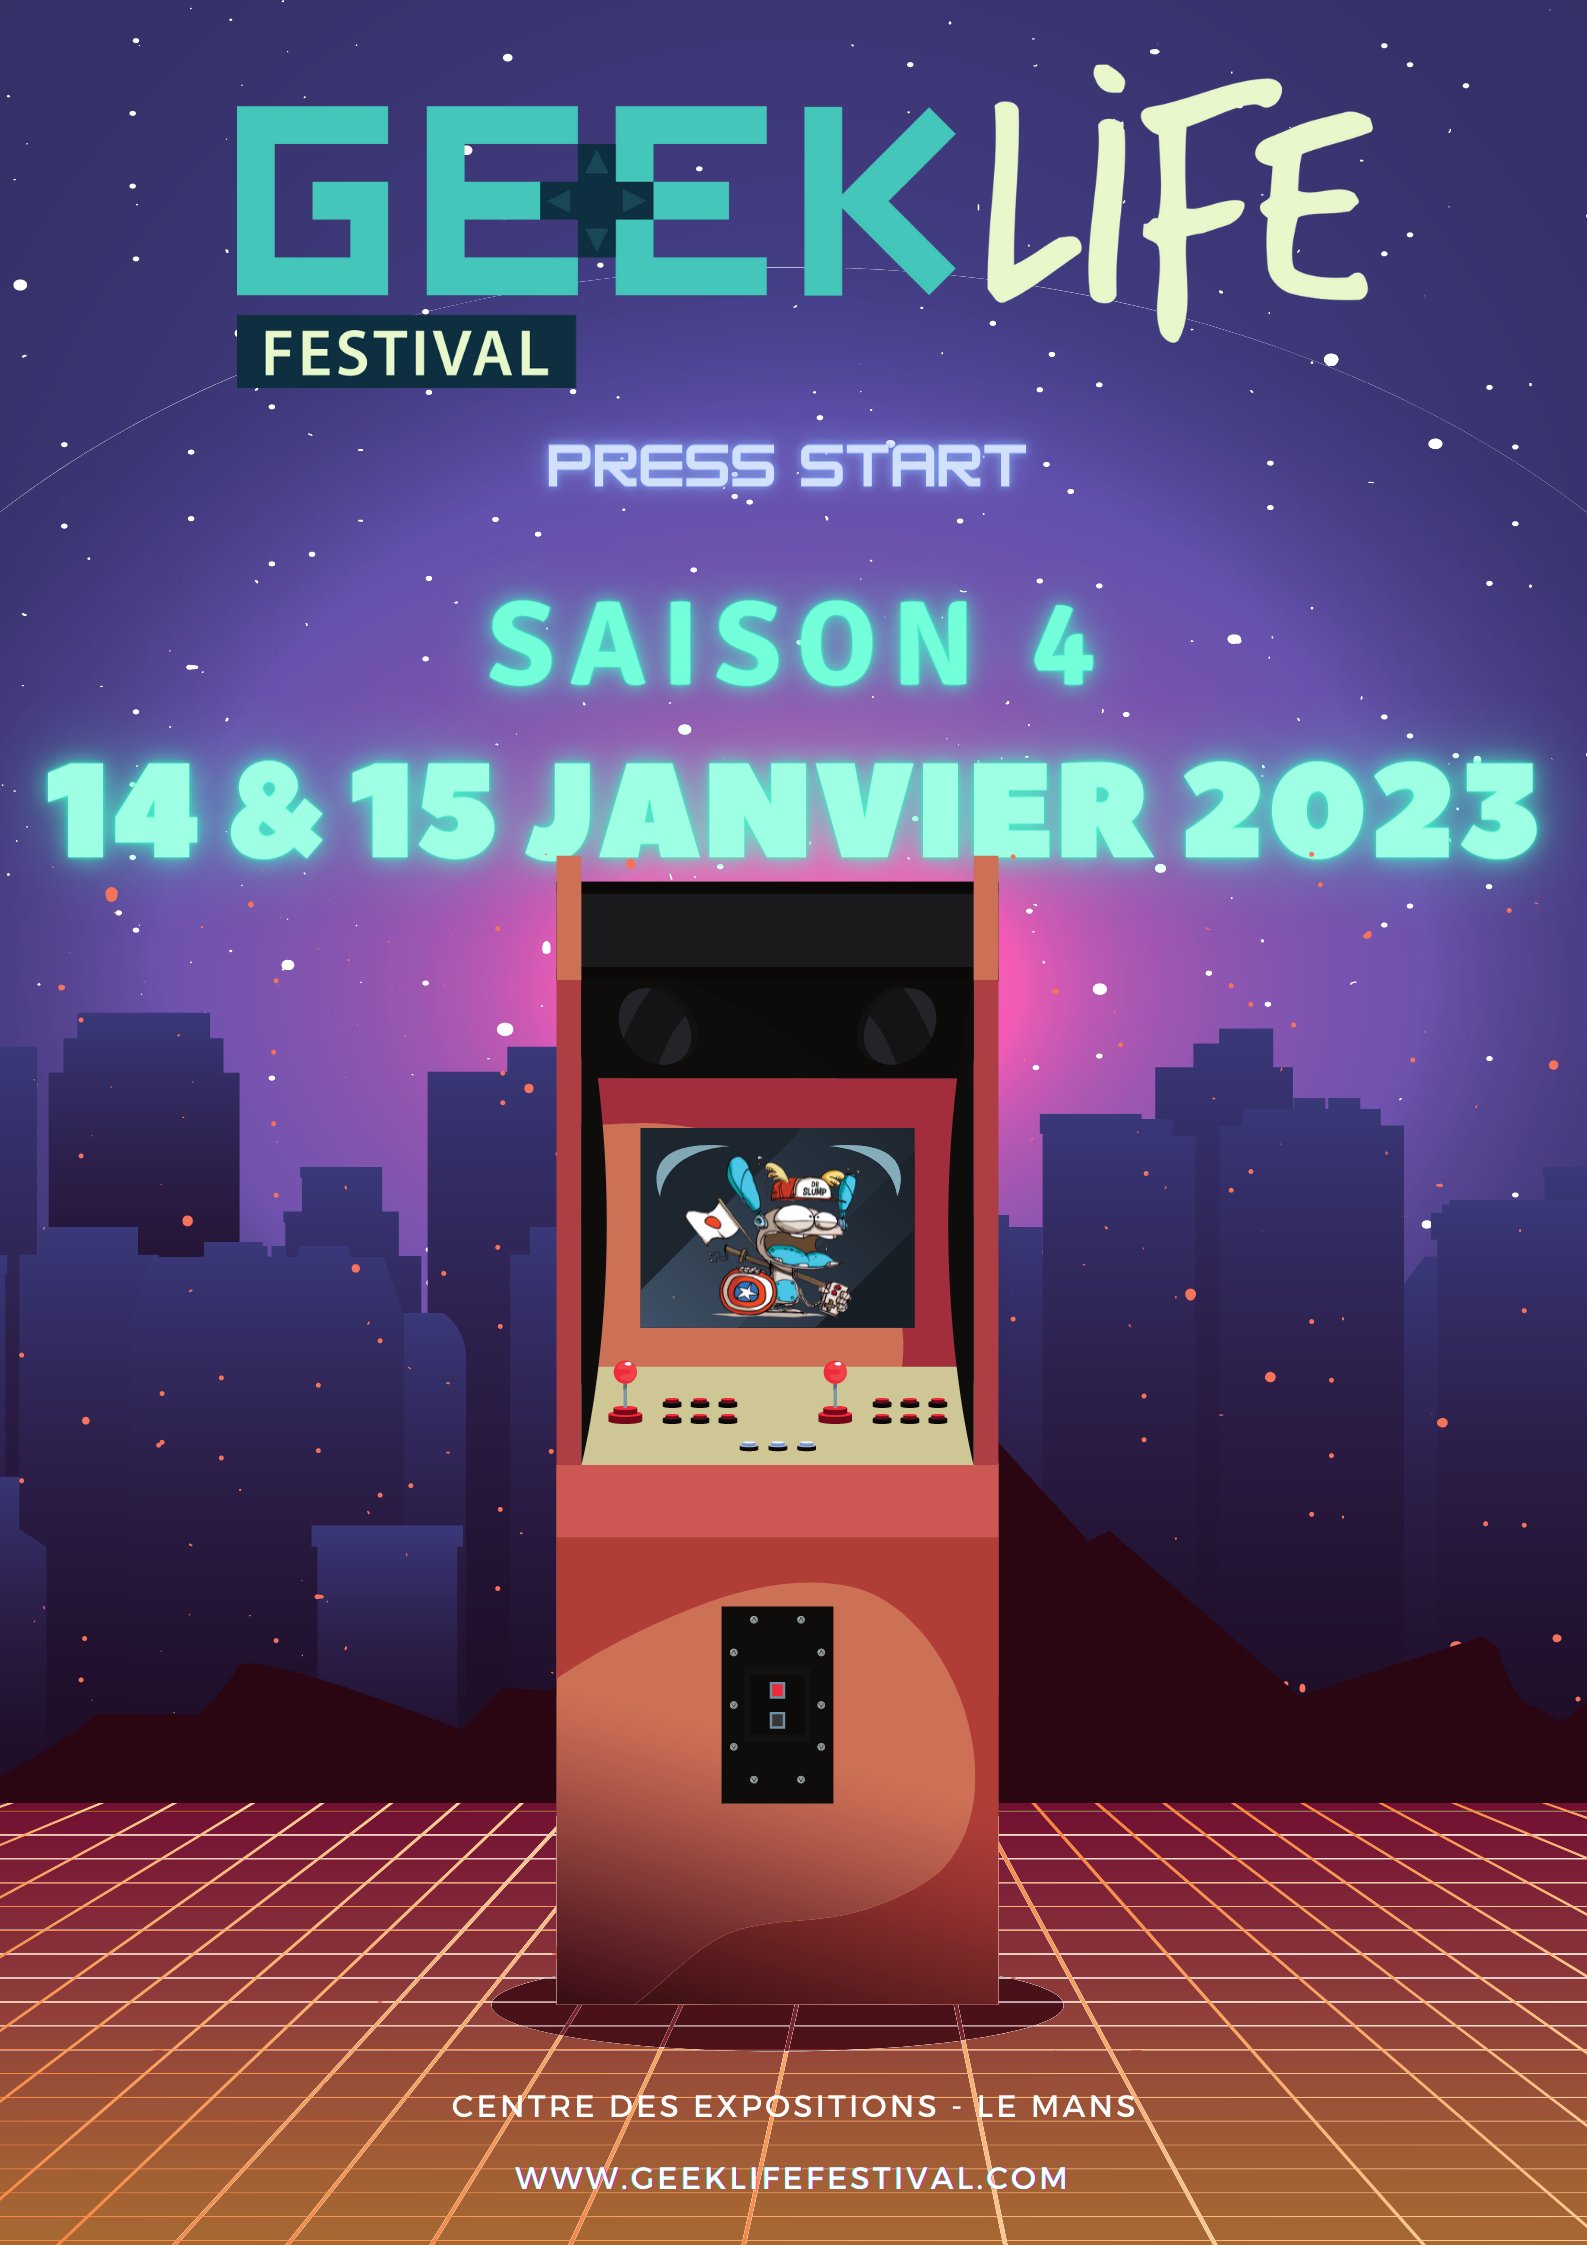 GEEK LiFE
FESTIVAL
PRESS START
SAISON 4
14 & 15 JANVIER 2023
DR
SLUMP
CENTRE DES EXPOSITIONS - LE MANS
WWW.GEEKLIFEFESTIVAL.COM